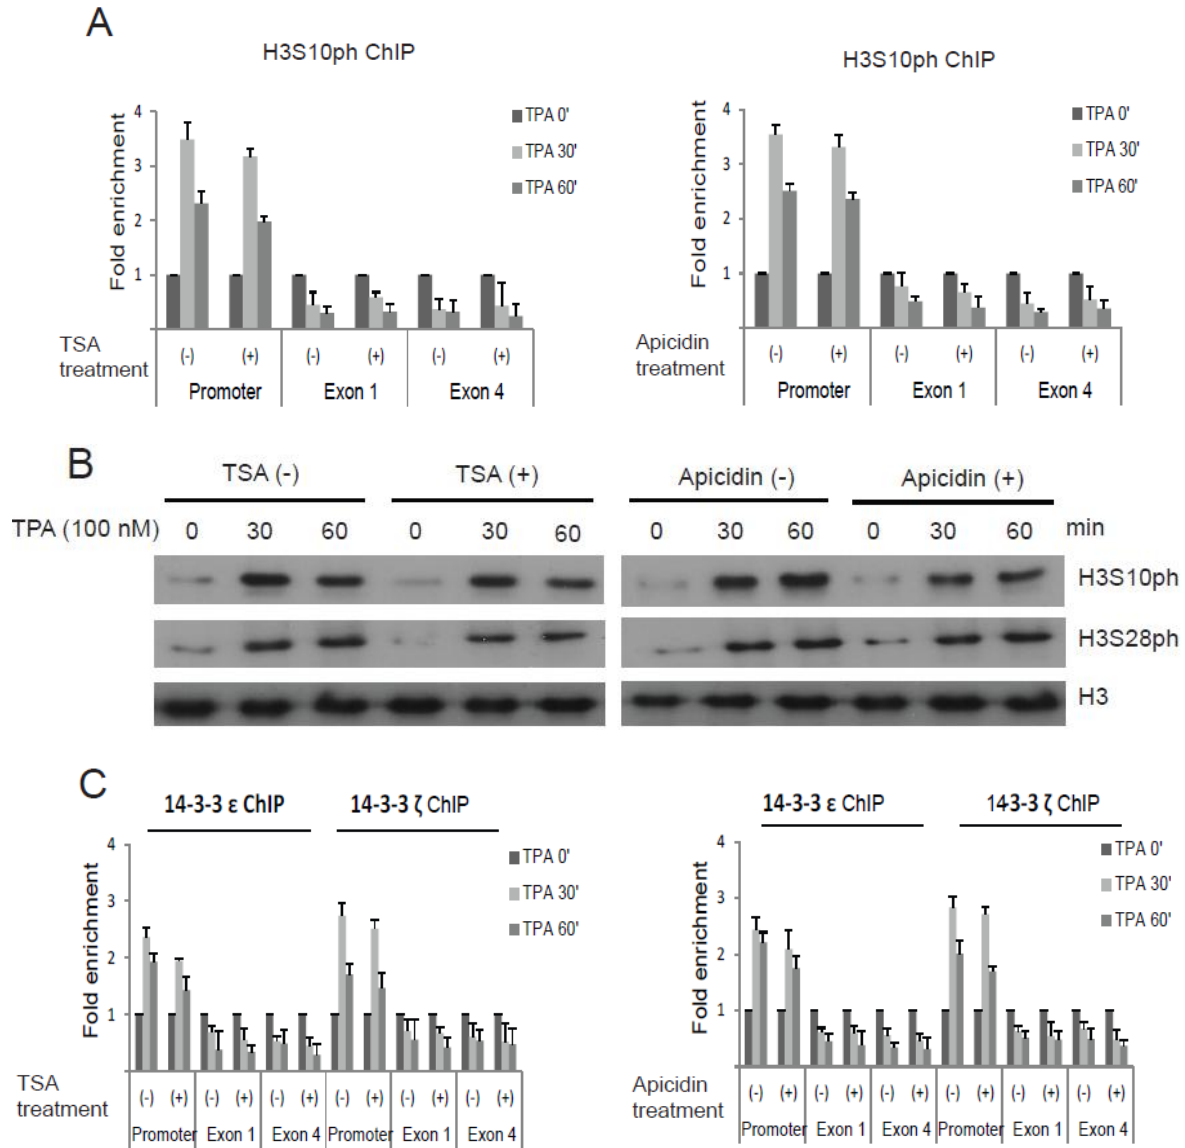 A
H3S10ph ChIP
4
3
2
1
Fold enrichment
TPA 0'
TPA 30'
TPA 60'
TSA
treatment
(-) (+) (-) (+) (-) (+)
Promoter Exon 1 Exon 4
H3S10ph ChIP
4
3
2
1
Fold enrichment
TPA 0'
TPA 30'
TPA 60'
Apicidin
treatment
(-) (+) (-) (+) (-) (+)
Promoter Exon 1 Exon 4
B
TSA (-) TSA (+) Apicidin (-) Apicidin (+)
TPA (100 nM) 0 30 60 0 30 60 0 30 60 0 30 60 min
H3S10ph
H3S28ph
H3
C
14-3-3 ε ChIP 14-3-3 ζ ChIP
4
3
2
1
Fold enrichment
TPA 0'
TPA 30'
TPA 60'
TSA
treatment
(-) (+) (-) (+) (-) (+) (-) (+) (-) (+) (-) (+)
Promoter Exon 1 Exon 4 Promoter Exon 1 Exon 4
14-3-3 ε ChIP 143-3 ζ ChIP
4
3
2
1
Fold enrichment
TPA 0'
TPA 30'
TPA 60'
Apicidin
treatment
(-) (+) (-) (+) (-) (+) (-) (+) (-) (+) (-) (+)
Promoter Exon 1 Exon 4 Promoter Exon 1 Exon 4